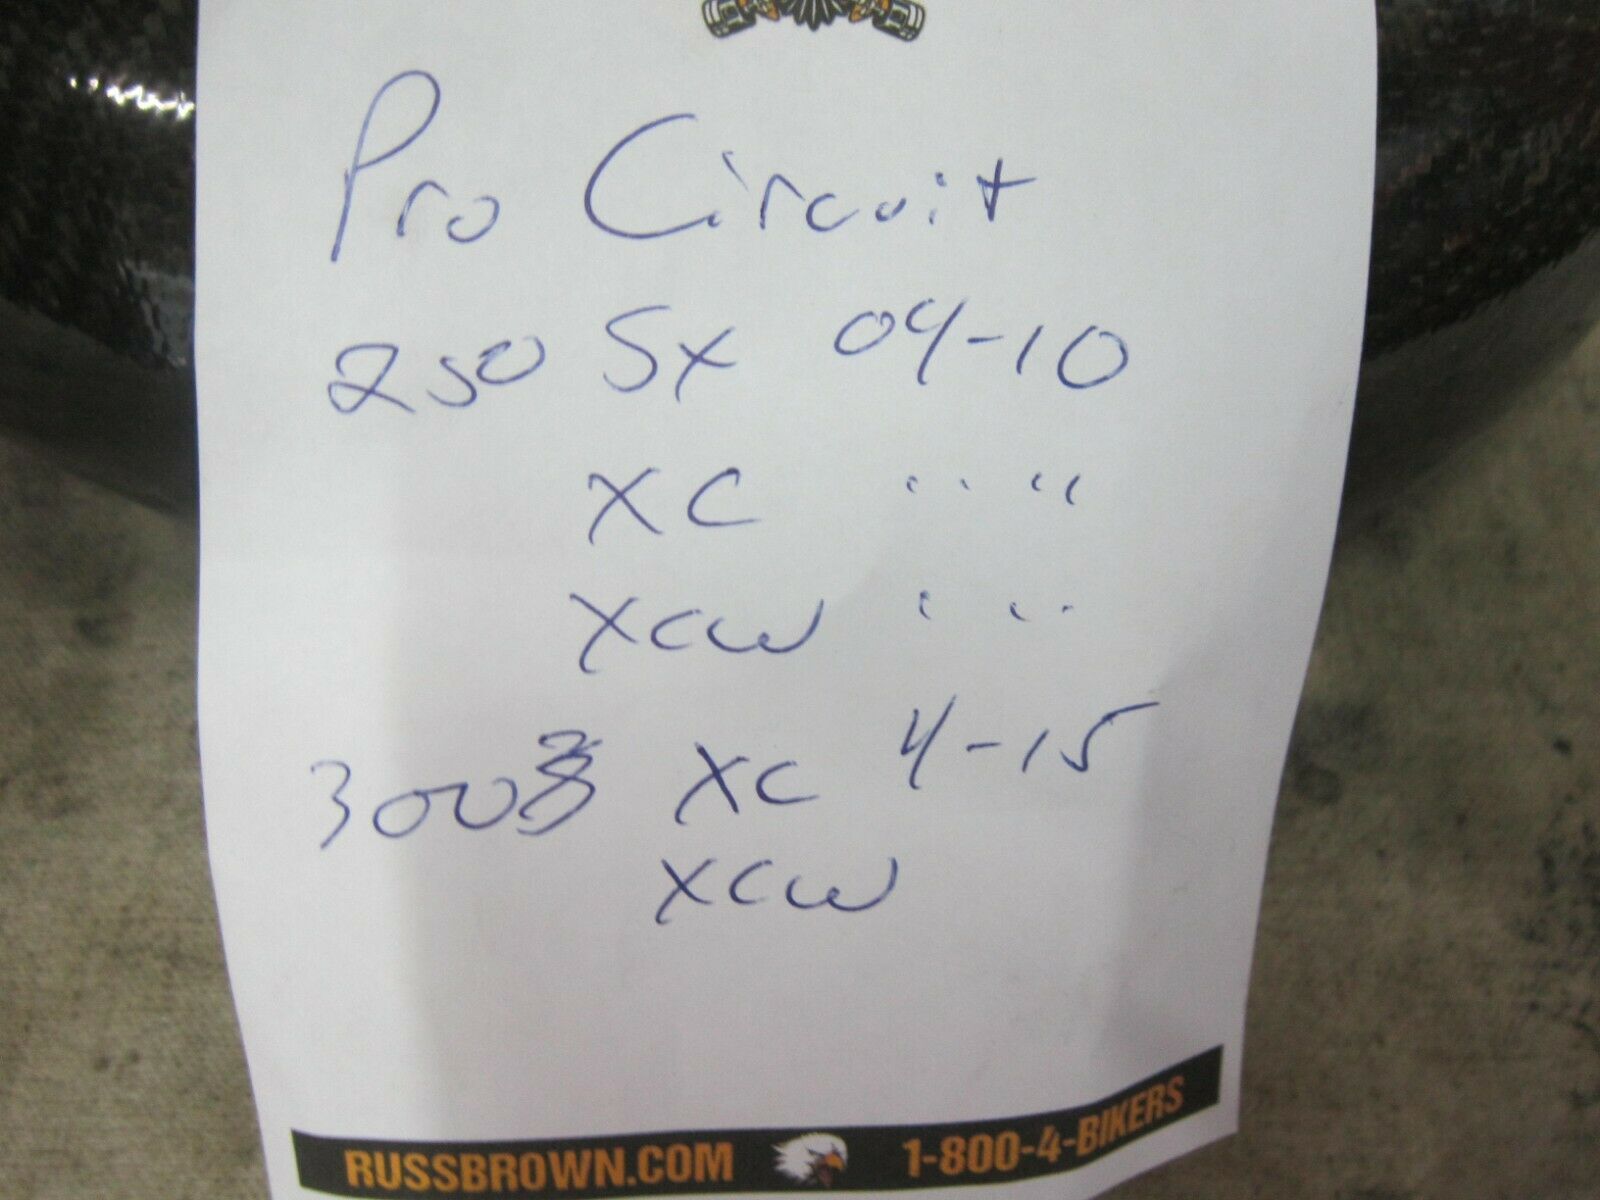 Pro Circuit
250 SX 04-10
XC " "
XCW " "
300 XC 4-15
XCW
RUSSBROWN.COM 1-800-4-BIKERS